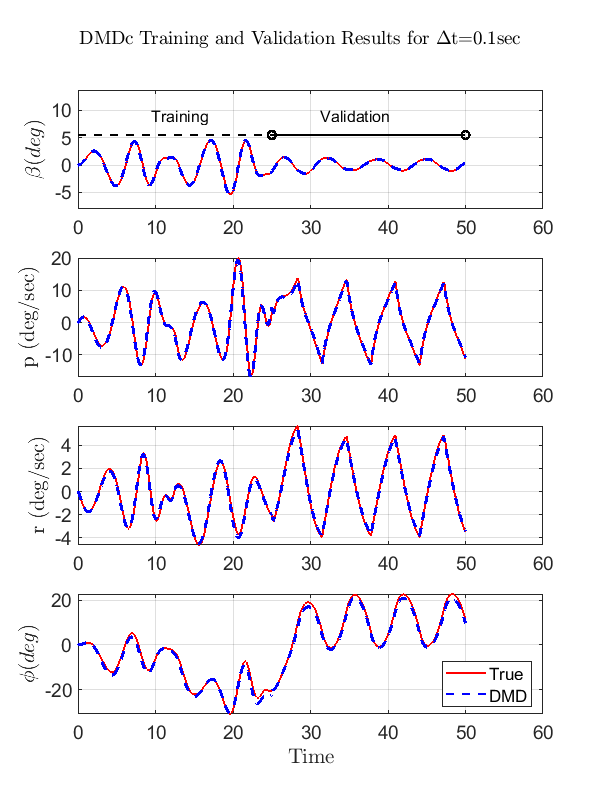 DMDc Training and Validation Results for Δt=0.1sec
Training
Validation
β(deg)
10
5
0
-5
0 10 20 30 40 50 60
p (deg/sec)
20
10
0
-10
0 10 20 30 40 50 60
r (deg/sec)
4
2
0
-2
-4
0 10 20 30 40 50 60
ϕ(deg)
20
0
-20
True
DMD
0 10 20 30 40 50 60
Time